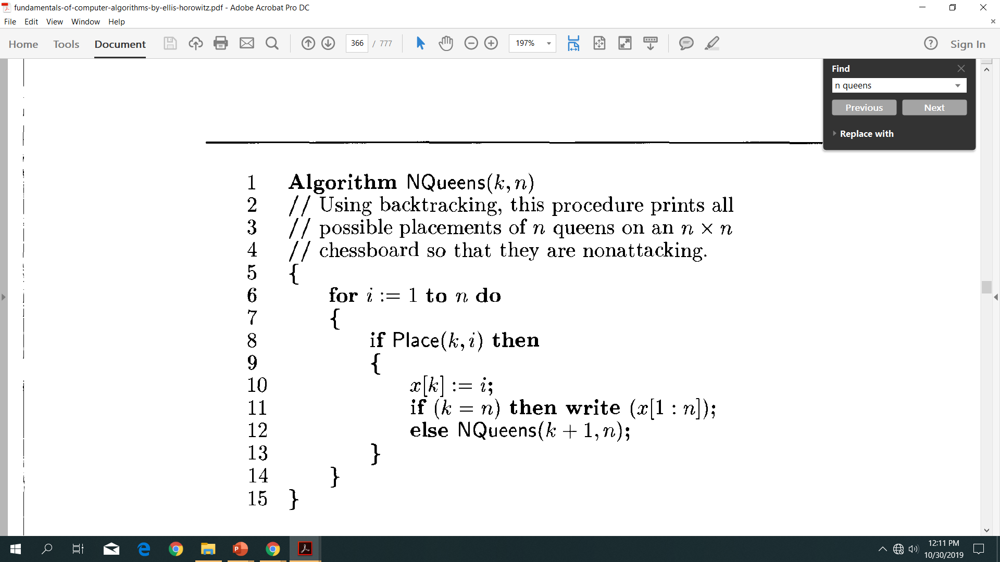 fundamentals-of-computer-algorithms-by-ellis-horowitz.pdf - Adobe Acrobat Pro DC
File Edit View Window Help
Home Tools Document 366 / 777 197% Sign In
Find
n queens
Previous Next
Replace with
1 Algorithm NQueens(k, n)
2 // Using backtracking, this procedure prints all
3 // possible placements of n queens on an n × n
4 // chessboard so that they are nonattacking.
5 {
6 for i := 1 to n do
7 {
8 if Place(k, i) then
9 {
10 x[k] := i;
11 if (k = n) then write (x[1 : n]);
12 else NQueens(k + 1, n);
13 }
14 }
15 }
12:11 PM
10/30/2019